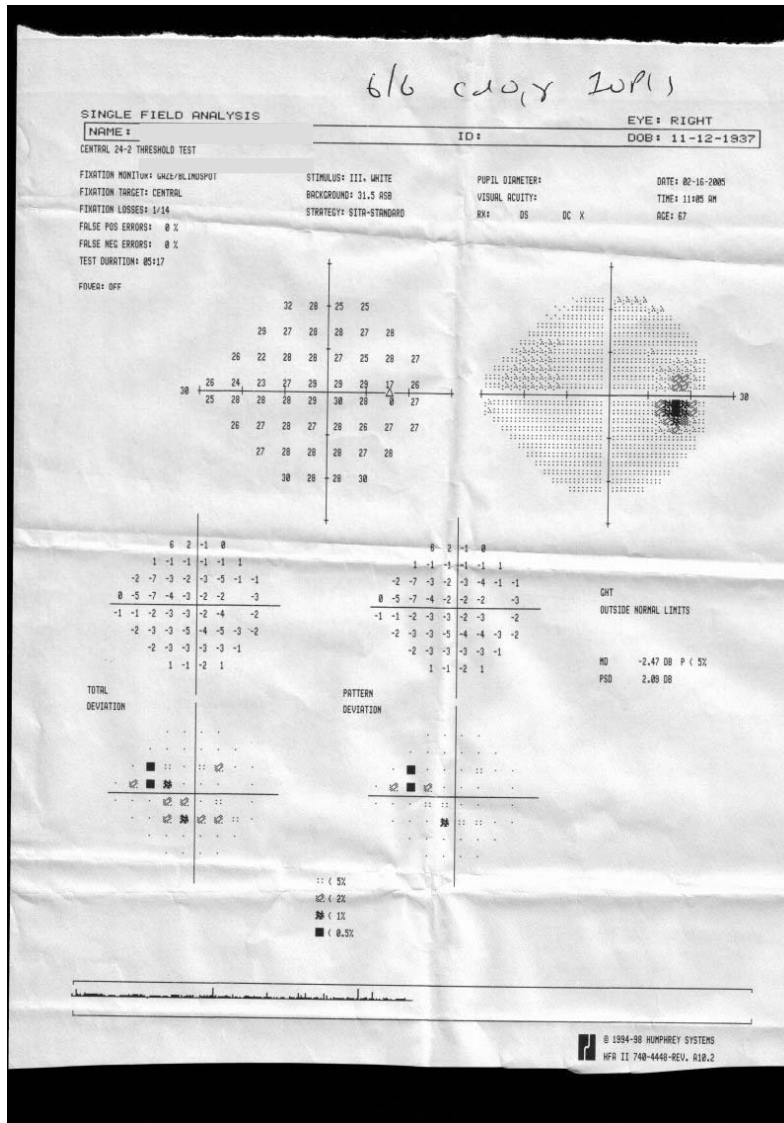 6/6
SINGLE FIELD ANALYSIS
EYE: RIGHT
NAME:
ID:
DOB: 11-12-1937
CENTRAL 24-2 THRESHOLD TEST
FIXATION MONITOR: GAZE/BLINDSPOT
FIXATION TARGET: CENTRAL
FIXATION LOSSES: 1/14
FALSE POS ERRORS: 0 %
FALSE NEG ERRORS: 0 %
TEST DURATION: 05:17
FOVEA: OFF
STIMULUS: III, WHITE
BACKGROUND: 31.5 ASB
STRATEGY: SITA-STANDARD
PUPIL DIAMETER:
VISUAL ACUITY:
RX: DS DC X
DATE: 02-16-2005
TIME: 11:05 AM
AGE: 67
32 28 25 25
29 27 28 28 27 28
26 22 28 28 27 25 28 27
30 26 24 23 27 29 29 29 17 26
25 28 28 28 29 30 28 0 27
26 27 28 27 28 26 27 27
27 28 28 28 27 28
30 28 28 30
30
6 2 -1 0
1 -1 -1 -1 -1 1
-2 -7 -3 -2 -3 -5 -1 -1
0 -5 -7 -4 -3 -2 -2 -3
-1 -1 -2 -3 -3 -2 -4 -2
-2 -3 -3 -5 -4 -5 -3 -2
-2 -3 -3 -3 -3 -1
1 -1 -2 1
TOTAL
DEVIATION
6 2 -1 0
1 -1 -1 -1 -1 1
-2 -7 -3 -2 -3 -4 -1 -1
0 -5 -7 -4 -2 -2 -2 -3
-1 -1 -2 -3 -3 -2 -3 -2
-2 -3 -3 -5 -4 -4 -3 -2
-2 -3 -3 -3 -3 -1
1 -1 -2 1
PATTERN
DEVIATION
GHT
OUTSIDE NORMAL LIMITS
MD -2.47 DB P < 5%
PSD 2.09 DB
< 5%
< 2%
< 1%
< 0.5%
© 1994-98 HUMPHREY SYSTEMS
HFA II 740-4448-REV. A10.2